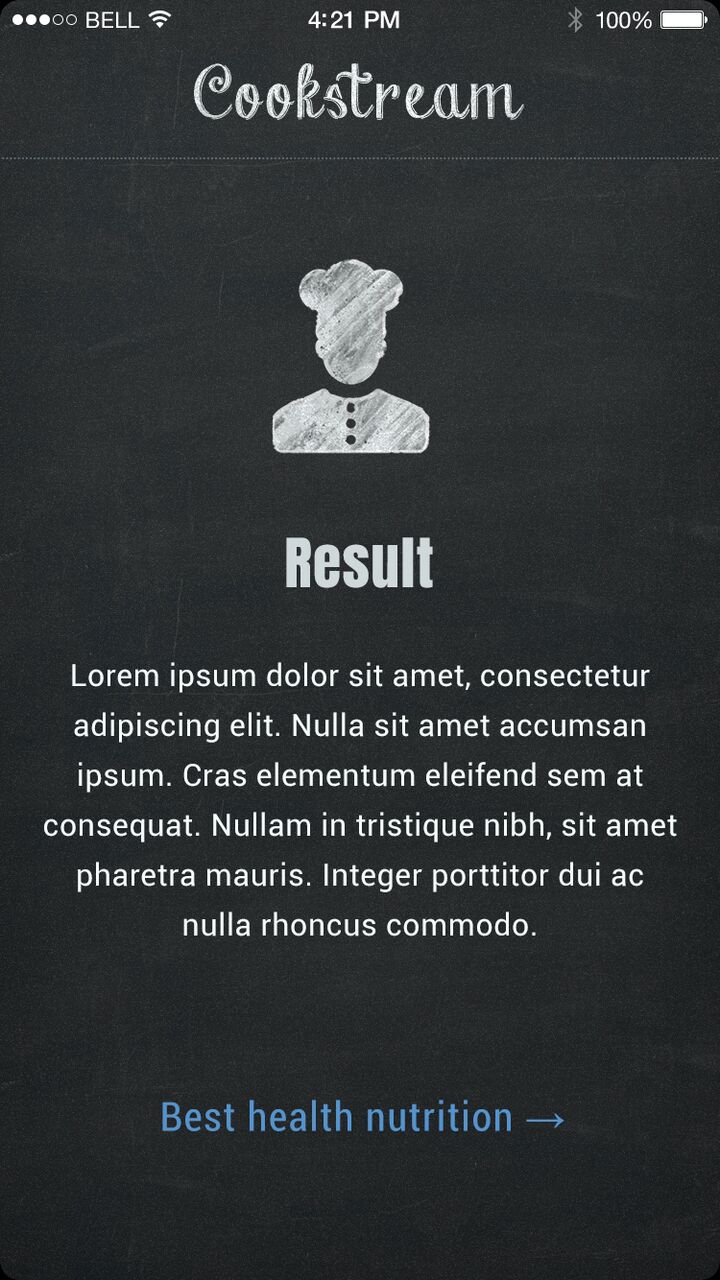 BELL 4:21 PM 100%
Cookstream
Result
Lorem ipsum dolor sit amet, consectetur
adipiscing elit. Nulla sit amet accumsan
ipsum. Cras elementum eleifend sem at
consequat. Nullam in tristique nibh, sit amet
pharetra mauris. Integer porttitor dui ac
nulla rhoncus commodo.
Best health nutrition →